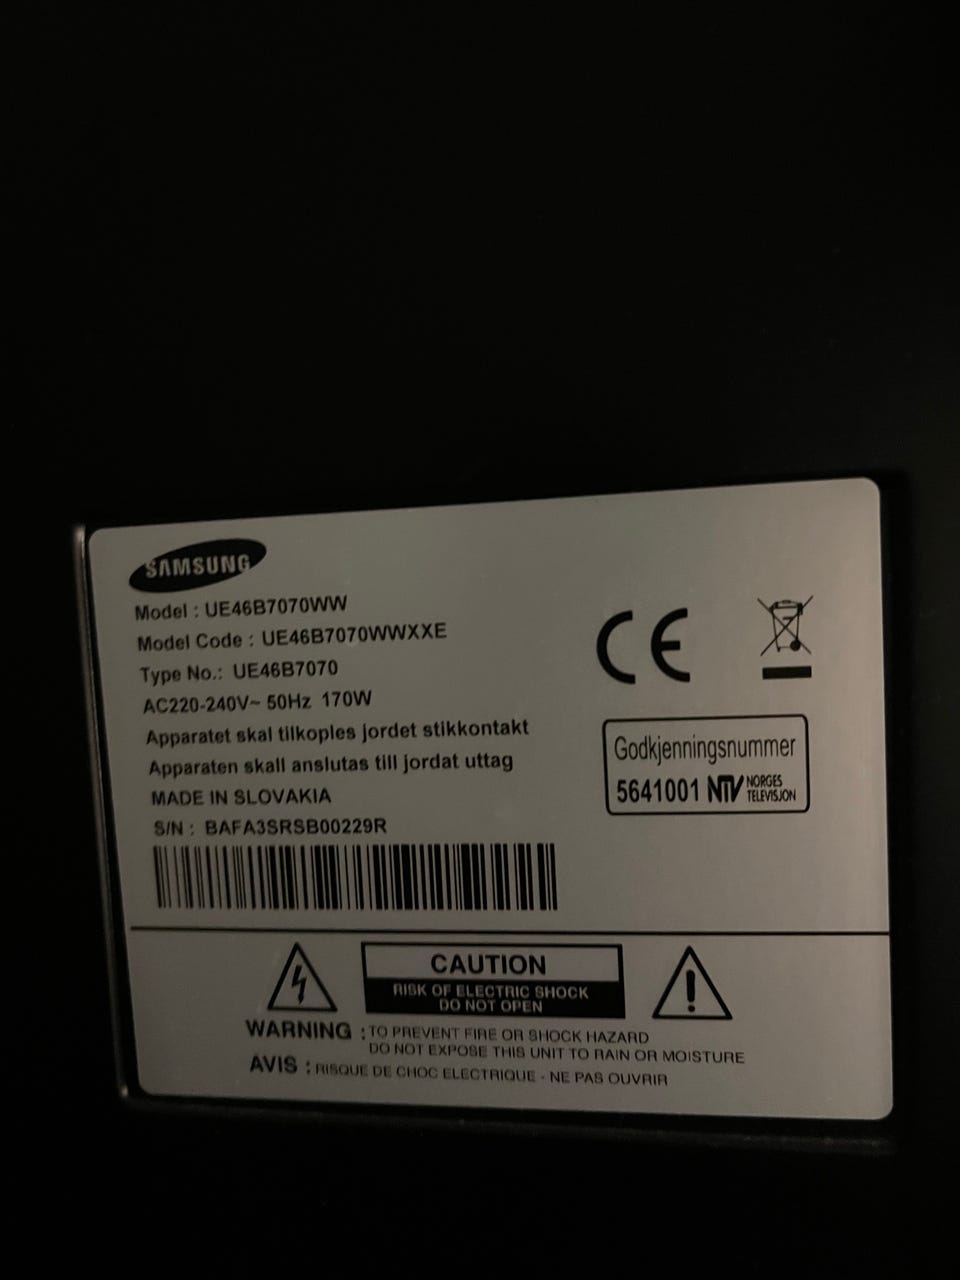 SAMSUNG
Model : UE46B7070WW
Model Code : UE46B7070WWXXE
Type No.: UE46B7070
AC220-240V~ 50Hz 170W
Apparatet skal tilkoples jordet stikkontakt
Apparaten skall anslutas till jordat uttag
MADE IN SLOVAKIA
S/N : BAFA3SRSB00229R
CE
Godkjenningsnummer
5641001 NTV NORGES
TELEVISJON
CAUTION
RISK OF ELECTRIC SHOCK
DO NOT OPEN
WARNING : TO PREVENT FIRE OR SHOCK HAZARD
DO NOT EXPOSE THIS UNIT TO RAIN OR MOISTURE
AVIS : RISQUE DE CHOC ELECTRIQUE - NE PAS OUVRIR